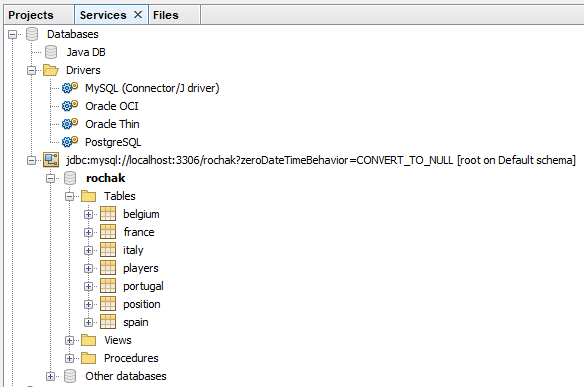 Projects Services Files
Databases
Java DB
Drivers
MySQL (Connector/J driver)
Oracle OCI
Oracle Thin
PostgreSQL
jdbc:mysql://localhost:3306/rochak?zeroDateTimeBehavior=CONVERT_TO_NULL [root on Default schema]
rochak
Tables
belgium
france
italy
players
portugal
position
spain
Views
Procedures
Other databases